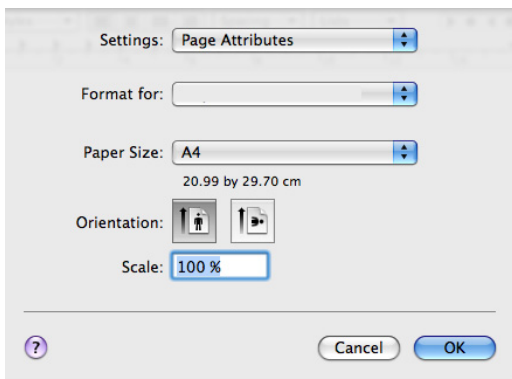 Settings: Page Attributes
Format for:
Paper Size: A4
20.99 by 29.70 cm
Orientation:
Scale: 100 %
? Cancel OK